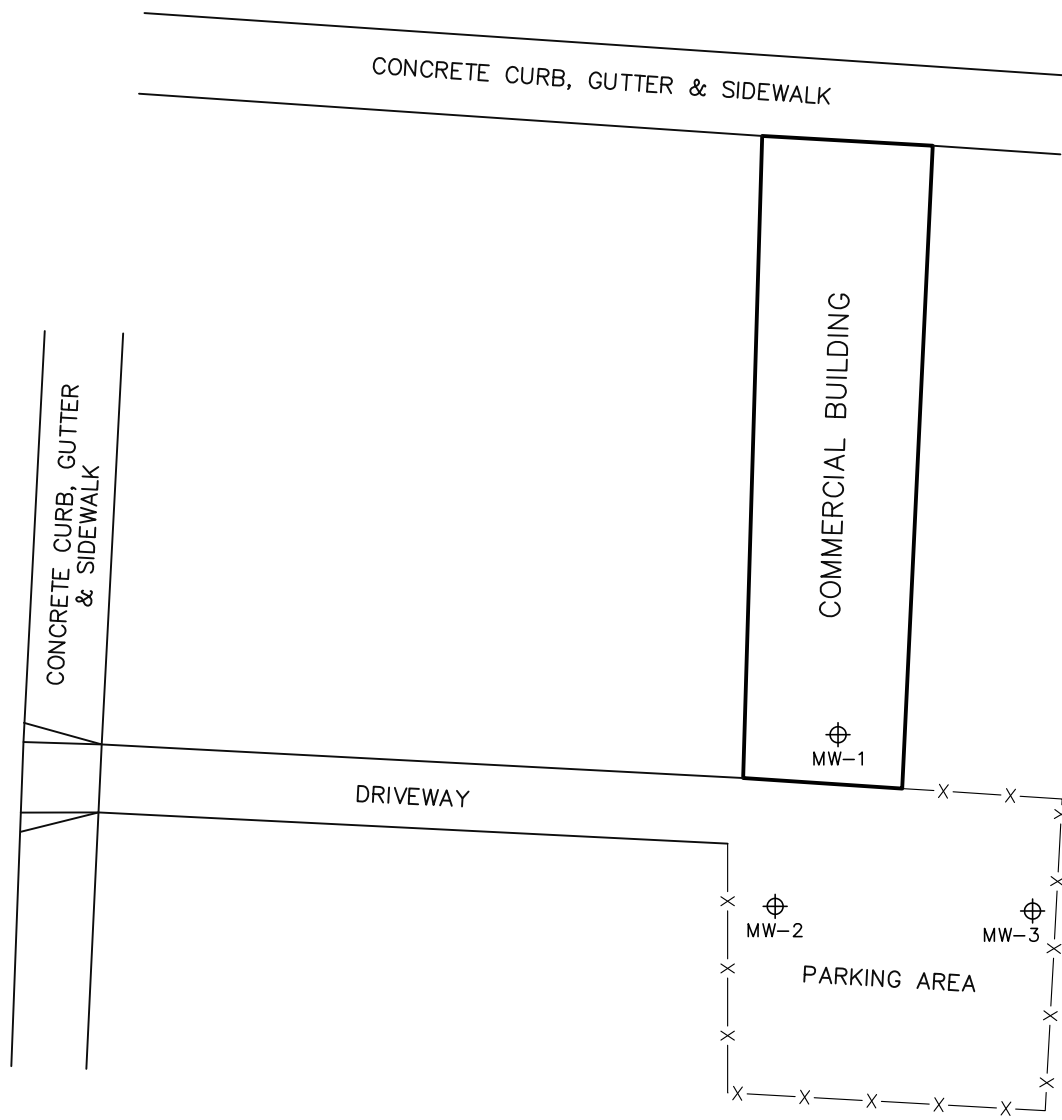 CONCRETE CURB, GUTTER & SIDEWALK
COMMERCIAL BUILDING
CONCRETE CURB, GUTTER
& SIDEWALK
MW-1
DRIVEWAY
MW-2
MW-3
PARKING AREA